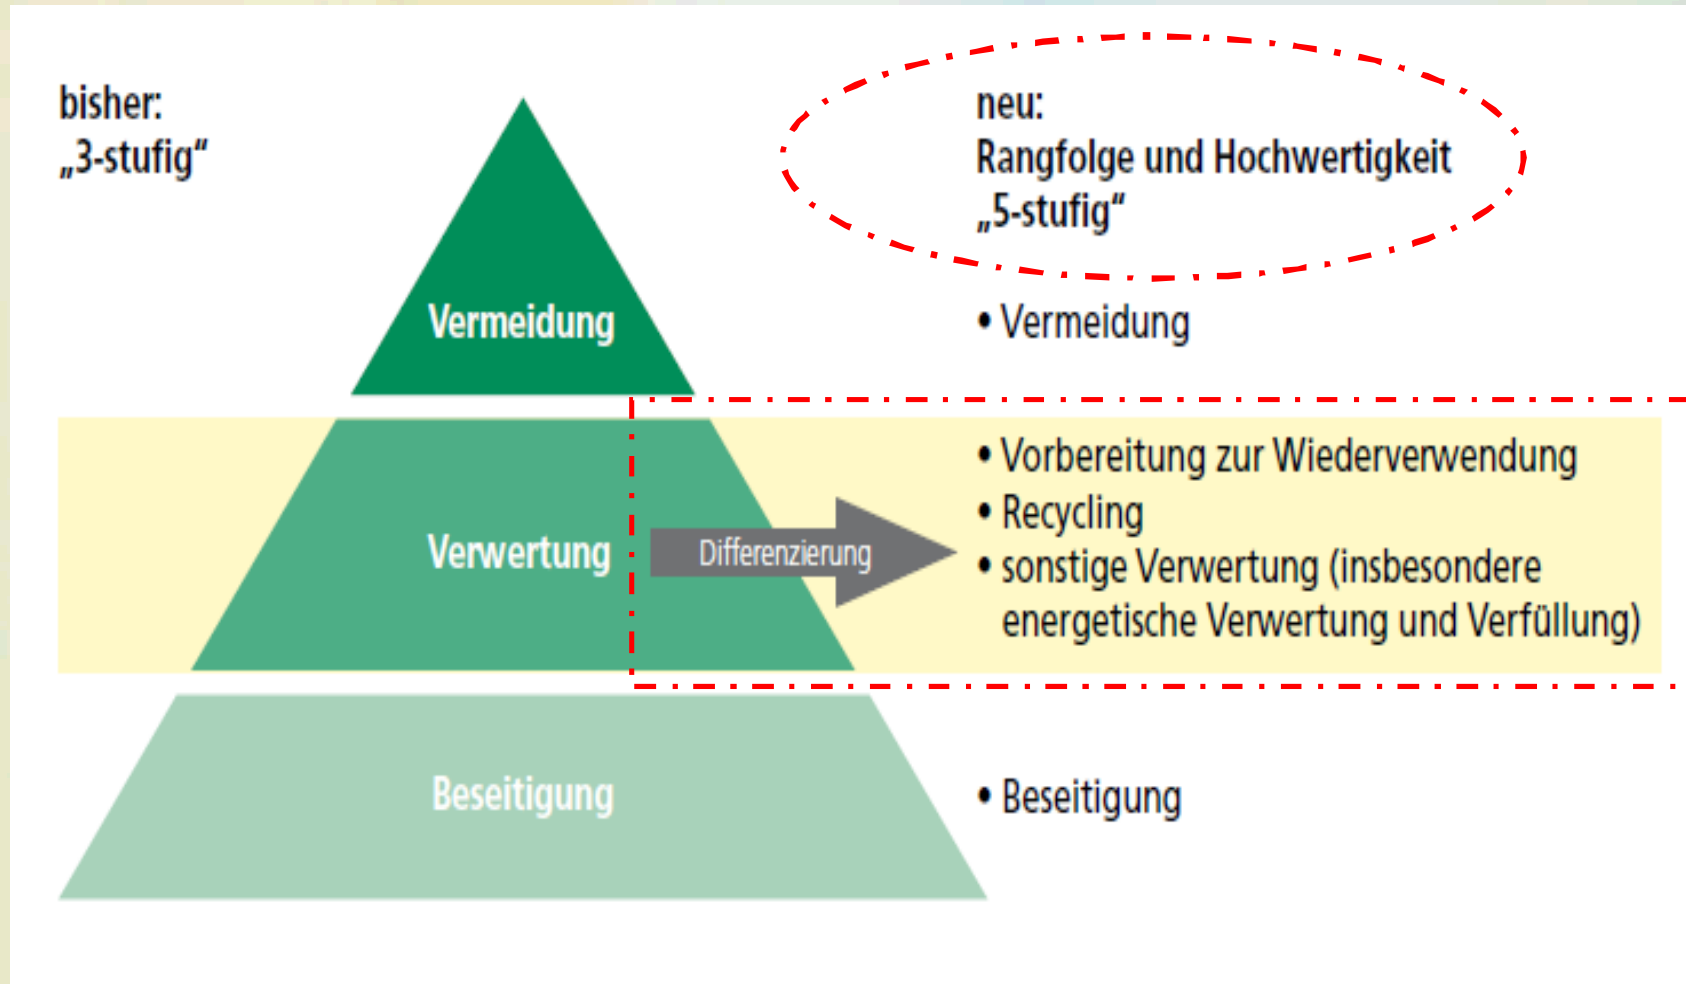 bisher:
„3-stufig“
neu:
Rangfolge und Hochwertigkeit
„5-stufig“
Vermeidung
• Vermeidung
Verwertung
Differenzierung
• Vorbereitung zur Wiederverwendung
• Recycling
• sonstige Verwertung (insbesondere
energetische Verwertung und Verfüllung)
Beseitigung
• Beseitigung